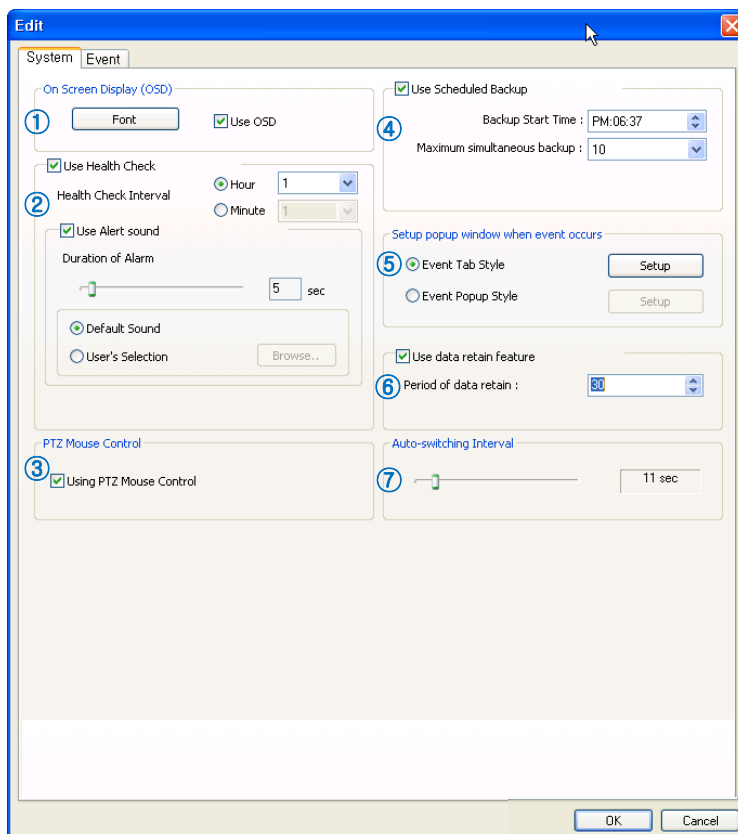 Edit
System Event
On Screen Display (OSD)
① Font Use OSD
Use Health Check
② Health Check Interval
Hour 1
Minute 1
Use Alert sound
Duration of Alarm
5 sec
Default Sound
User's Selection Browse..
PTZ Mouse Control
③ Using PTZ Mouse Control
Use Scheduled Backup
④ Backup Start Time : PM:06:37
Maximum simultaneous backup : 10
Setup popup window when event occurs
⑤ Event Tab Style Setup
Event Popup Style Setup
Use data retain feature
⑥ Period of data retain : 30
Auto-switching Interval
⑦ 11 sec
OK Cancel